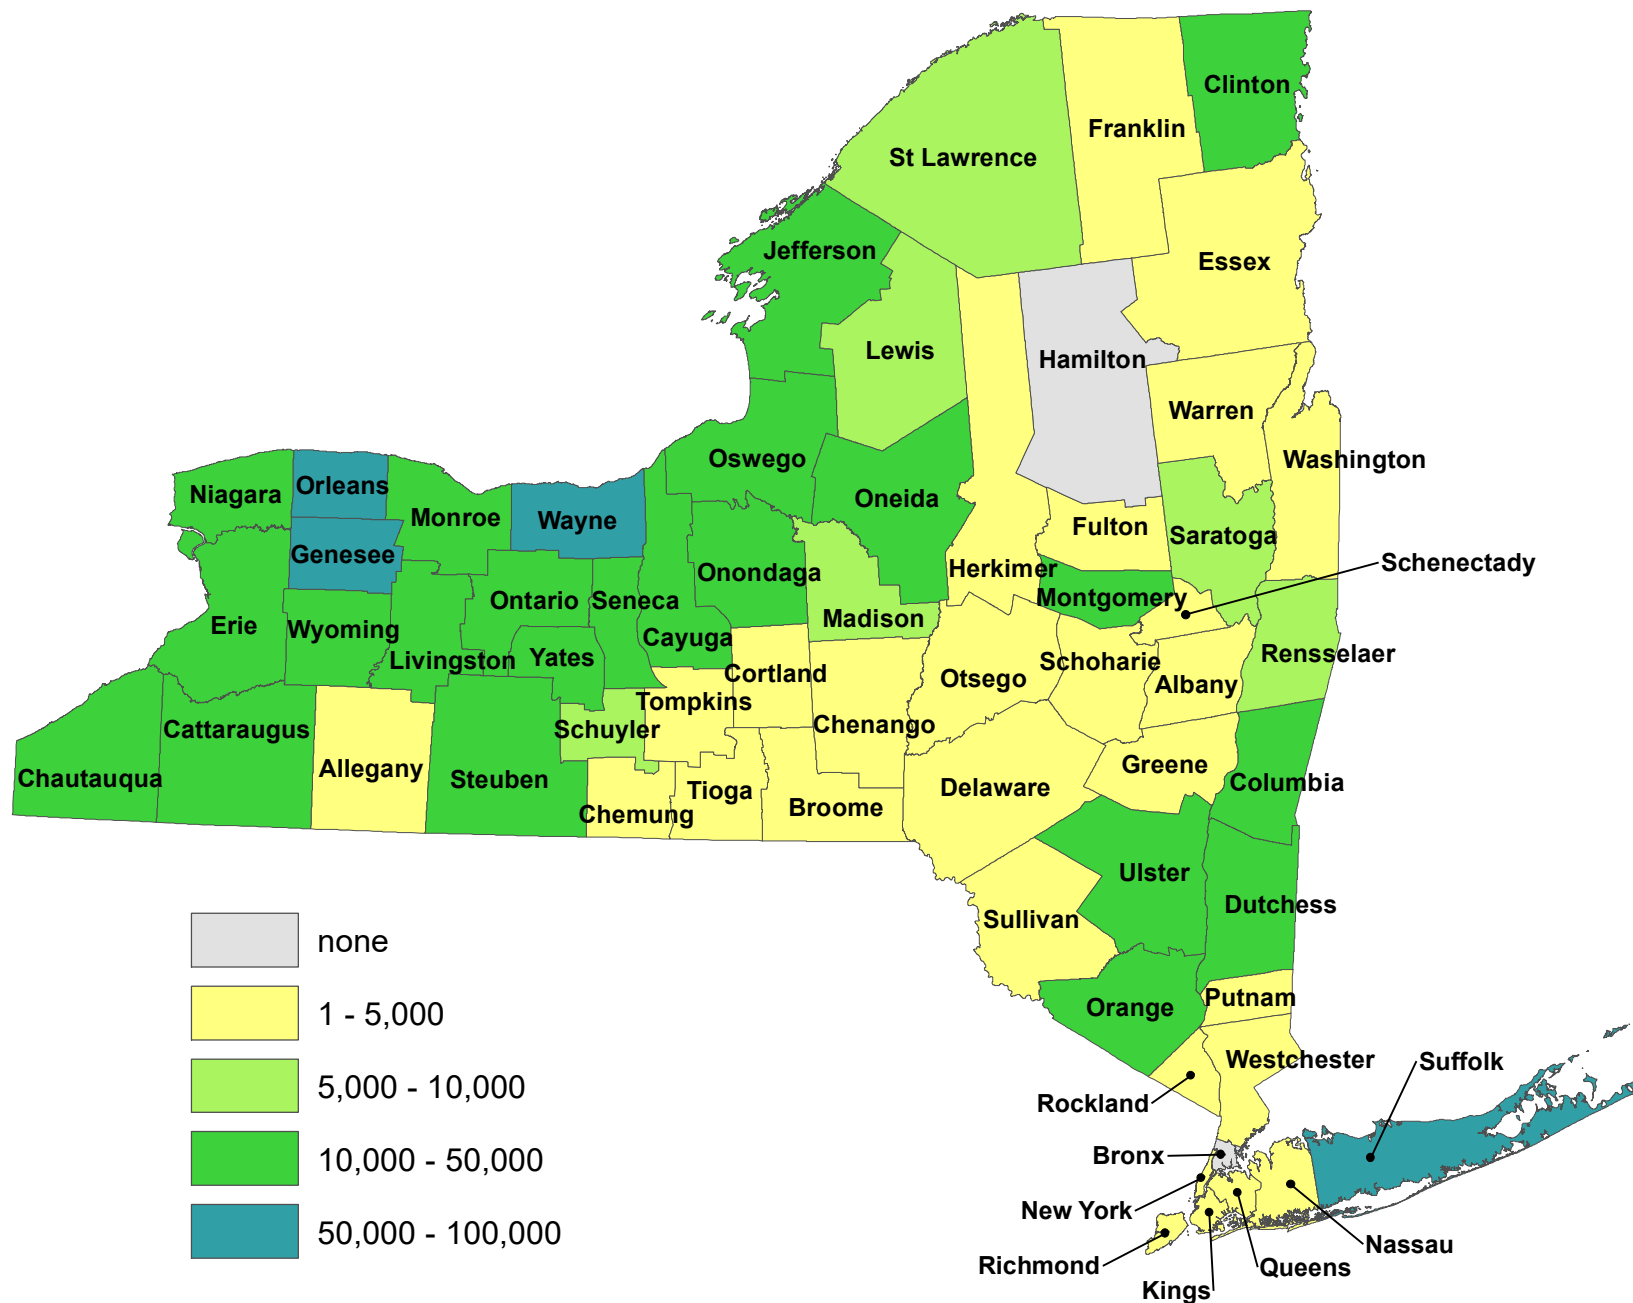 Clinton
Franklin
St Lawrence
Jefferson
Essex
Lewis
Hamilton
Warren
Oswego
Washington
Niagara
Orleans
Oneida
Monroe
Wayne
Fulton
Saratoga
Genesee
Schenectady
Herkimer
Onondaga
Ontario
Seneca
Montgomery
Madison
Erie
Wyoming
Cayuga
Livingston
Yates
Schoharie
Rensselaer
Cortland
Otsego
Albany
Tompkins
Cattaraugus
Schuyler
Chenango
Chautauqua
Allegany
Steuben
Greene
Columbia
Tioga
Delaware
Broome
Chemung
Ulster
Dutchess
Sullivan
none
Putnam
Orange
1 - 5,000
Westchester
Suffolk
5,000 - 10,000
Rockland
Bronx
10,000 - 50,000
New York
50,000 - 100,000
Nassau
Richmond
Queens
Kings